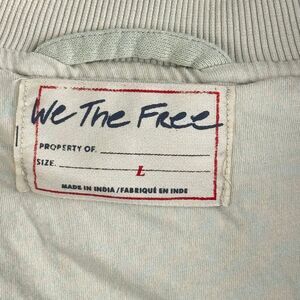 We The Free
PROPERTY OF
SIZE L
MADE IN INDIA / FABRIQUÉ EN INDE